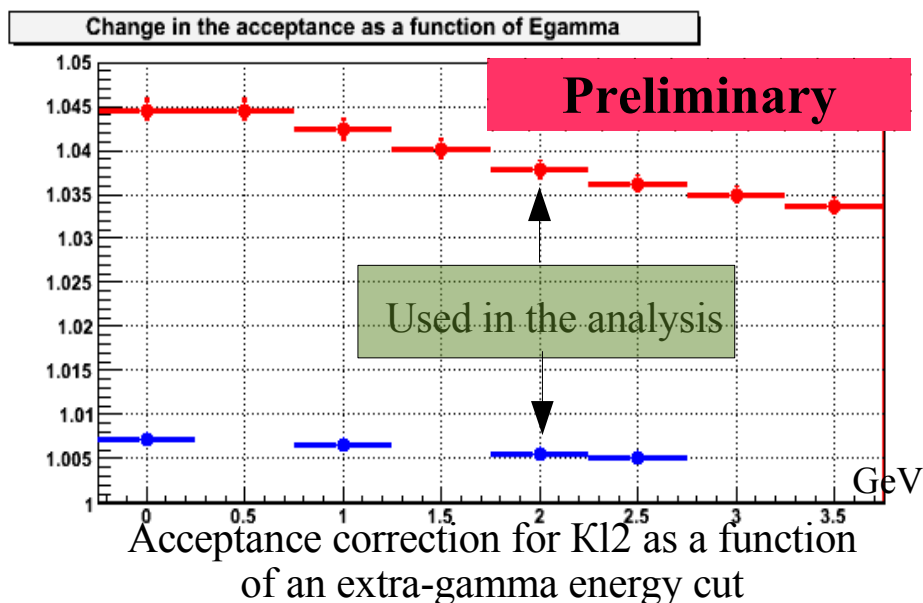 Change in the acceptance as a function of Egamma
Preliminary
1.05
1.045
1.04
1.035
1.03
1.025
1.02
1.015
1.01
1.005
1
Used in the analysis
GeV
0 0.5 1 1.5 2 2.5 3 3.5
Acceptance correction for Kl2 as a function
of an extra-gamma energy cut